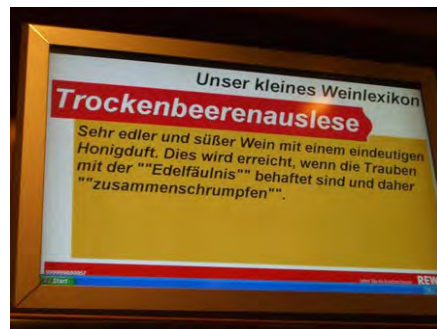 Unser kleines Weinlexikon
Trockenbeerenauslese
Sehr edler und süßer Wein mit einem eindeutigen
Honigduft. Dies wird erreicht, wenn die Trauben
mit der ""Edelfäulnis"" behaftet sind und daher
""zusammenschrumpfen"".
REW
Start